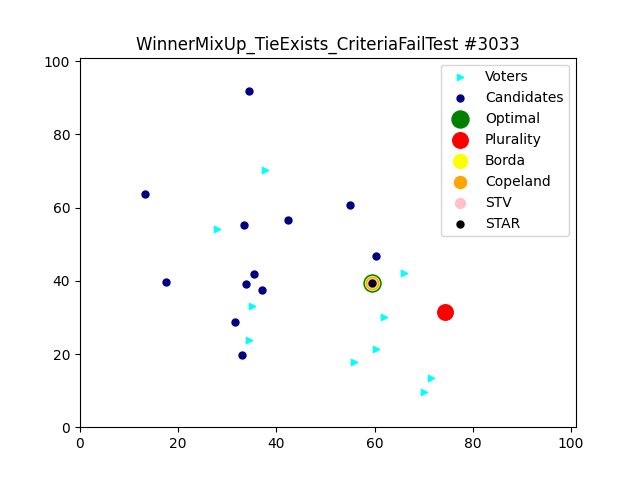 WinnerMixUp_TieExists_CriteriaFailTest #3033
100
80
60
40
20
0
0
20
40
60
80
100
Voters
Candidates
Optimal
Plurality
Borda
Copeland
STV
STAR